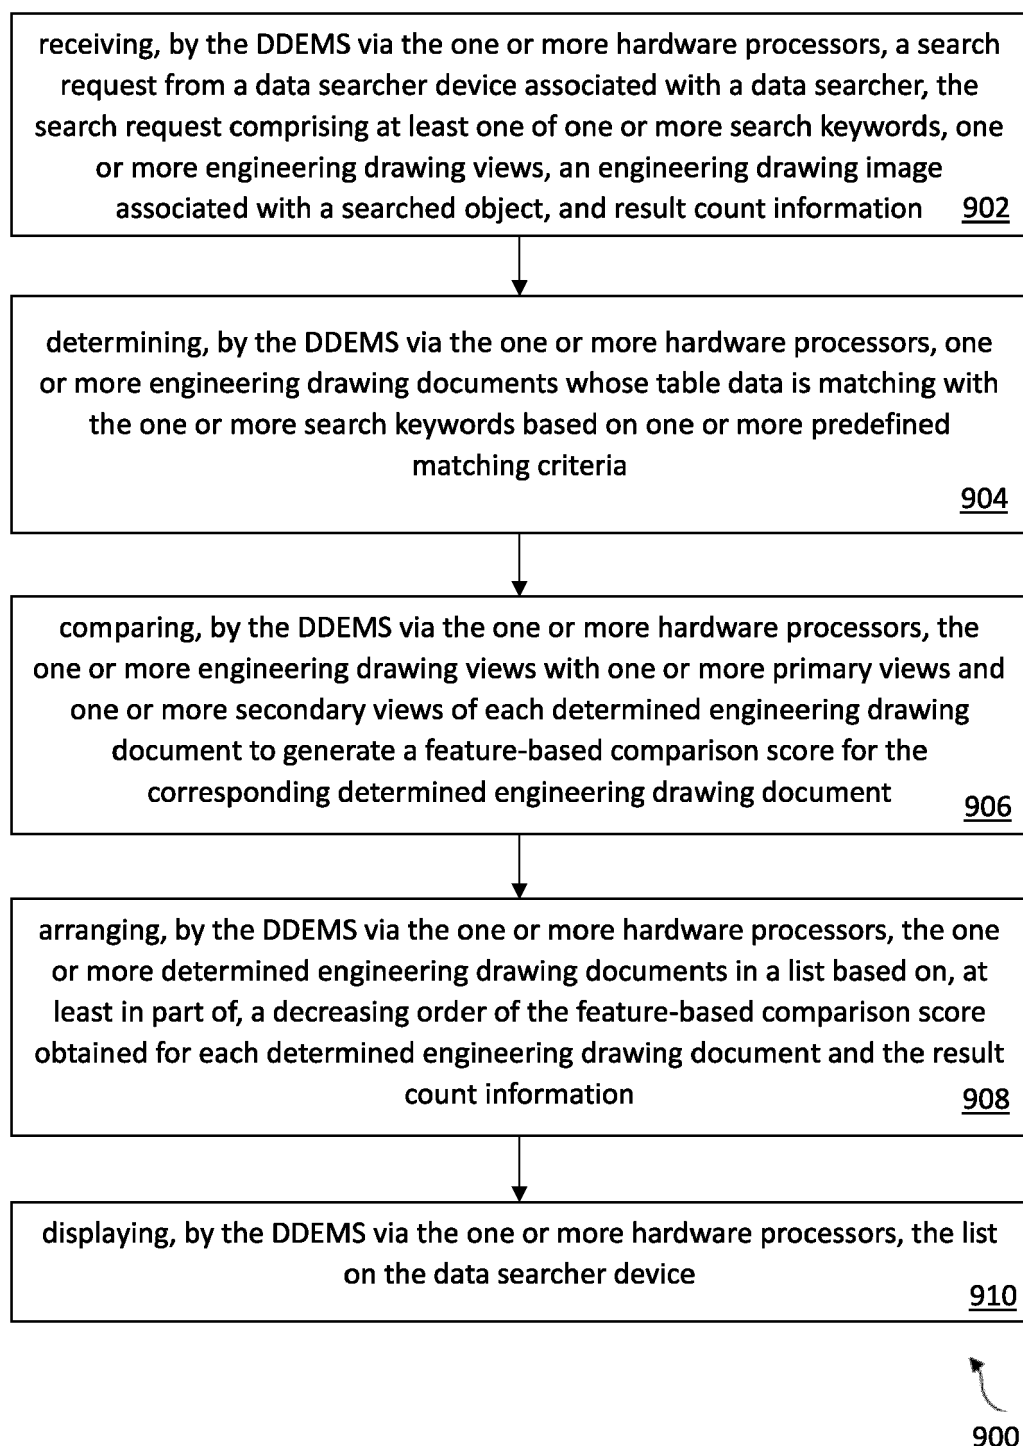 receiving, by the DDEMS via the one or more hardware processors, a search
request from a data searcher device associated with a data searcher, the
search request comprising at least one of one or more search keywords, one
or more engineering drawing views, an engineering drawing image
associated with a searched object, and result count information 902
determining, by the DDEMS via the one or more hardware processors, one
or more engineering drawing documents whose table data is matching with
the one or more search keywords based on one or more predefined
matching criteria
904
comparing, by the DDEMS via the one or more hardware processors, the
one or more engineering drawing views with one or more primary views and
one or more secondary views of each determined engineering drawing
document to generate a feature-based comparison score for the
corresponding determined engineering drawing document
906
arranging, by the DDEMS via the one or more hardware processors, the one
or more determined engineering drawing documents in a list based on, at
least in part of, a decreasing order of the feature-based comparison score
obtained for each determined engineering drawing document and the result
count information
908
displaying, by the DDEMS via the one or more hardware processors, the list
on the data searcher device
910
900